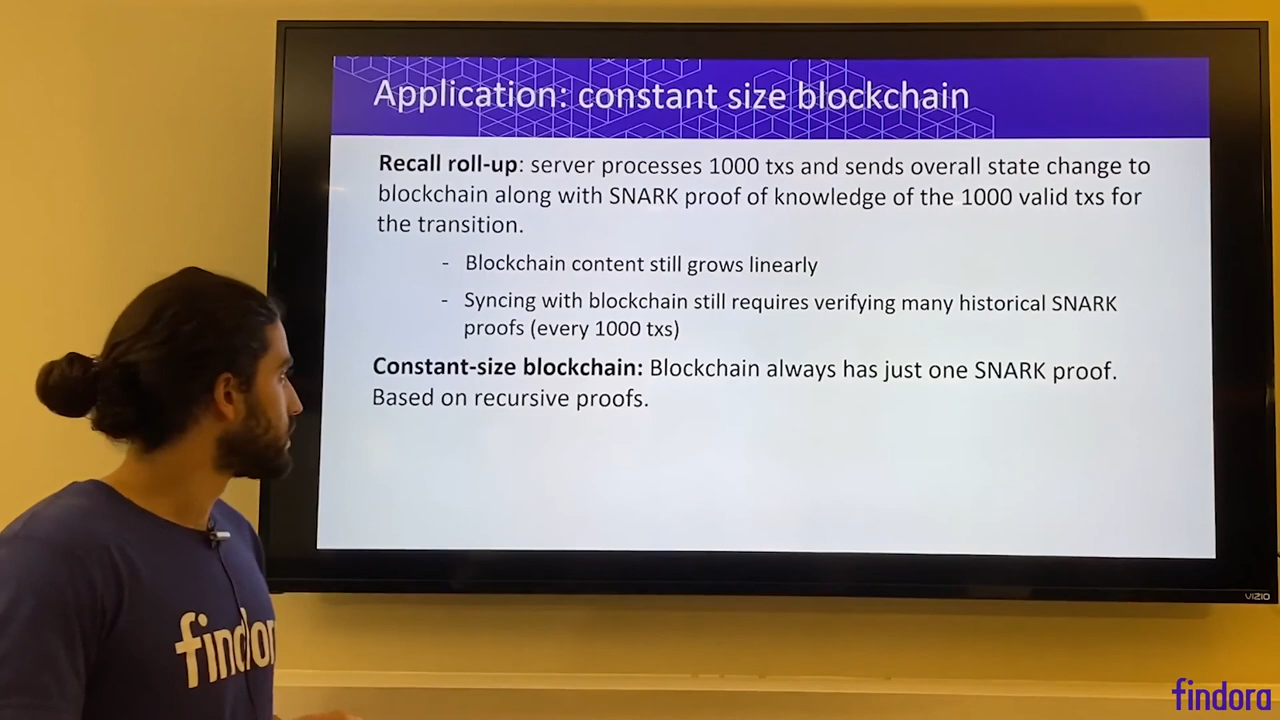 Application: constant size blockchain
Recall roll-up: server processes 1000 txs and sends overall state change to
blockchain along with SNARK proof of knowledge of the 1000 valid txs for
the transition.
- Blockchain content still grows linearly
- Syncing with blockchain still requires verifying many historical SNARK
proofs (every 1000 txs)
Constant-size blockchain: Blockchain always has just one SNARK proof.
Based on recursive proofs.
VIZIO
findor
findora